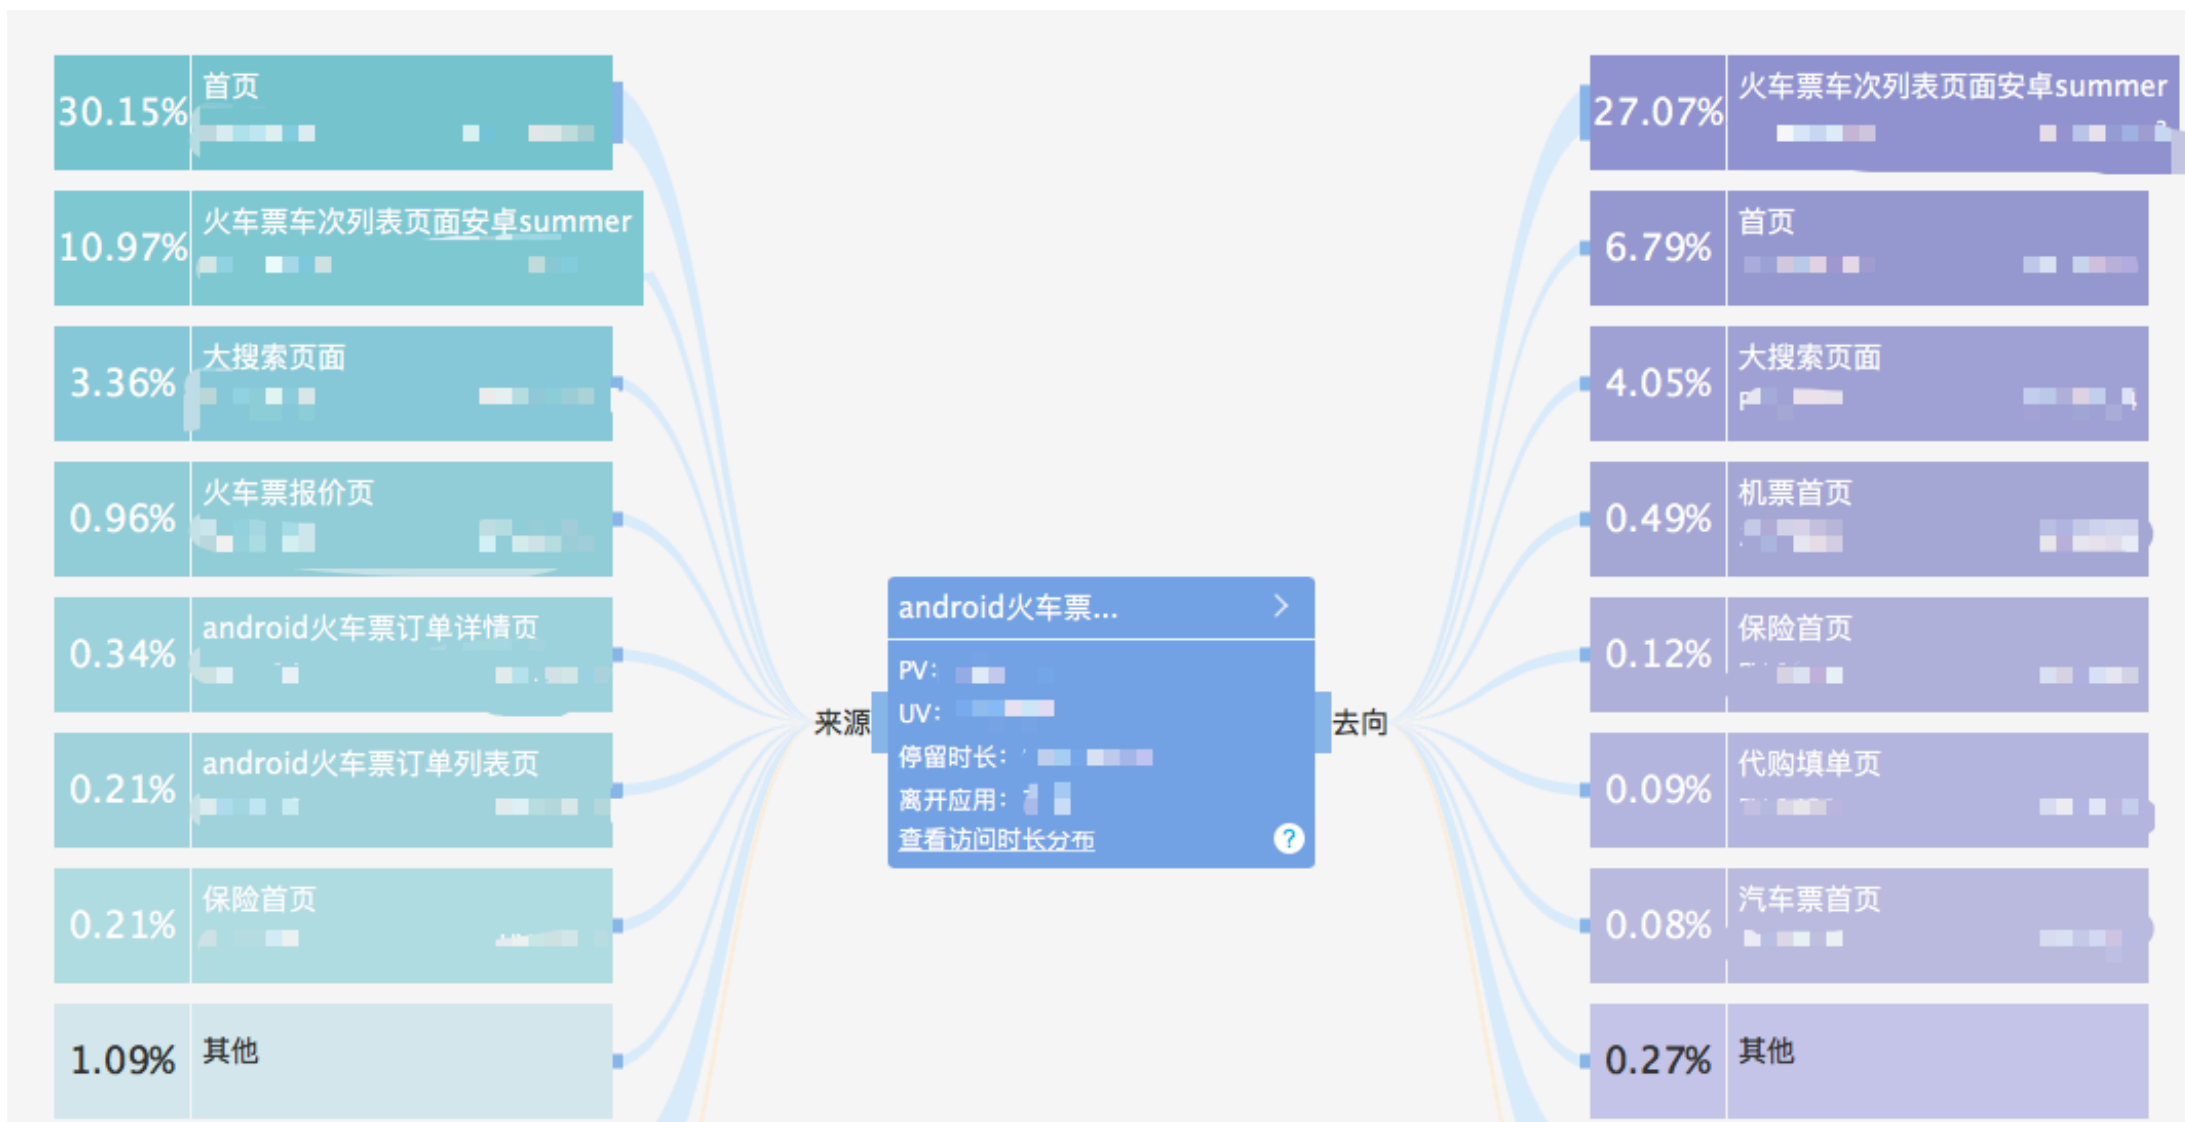 30.15%
首页
10.97%
火车票车次列表页面安卓summer
3.36%
大搜索页面
0.96%
火车票报价页
0.34%
android火车票订单详情页
0.21%
android火车票订单列表页
0.21%
保险首页
1.09%
其他
来源
android火车票...
PV:
UV:
停留时长:
离开应用:
查看访问时长分布
?
去向
27.07%
火车票车次列表页面安卓summer
6.79%
首页
4.05%
大搜索页面
0.49%
机票首页
0.12%
保险首页
0.09%
代购填单页
0.08%
汽车票首页
0.27%
其他